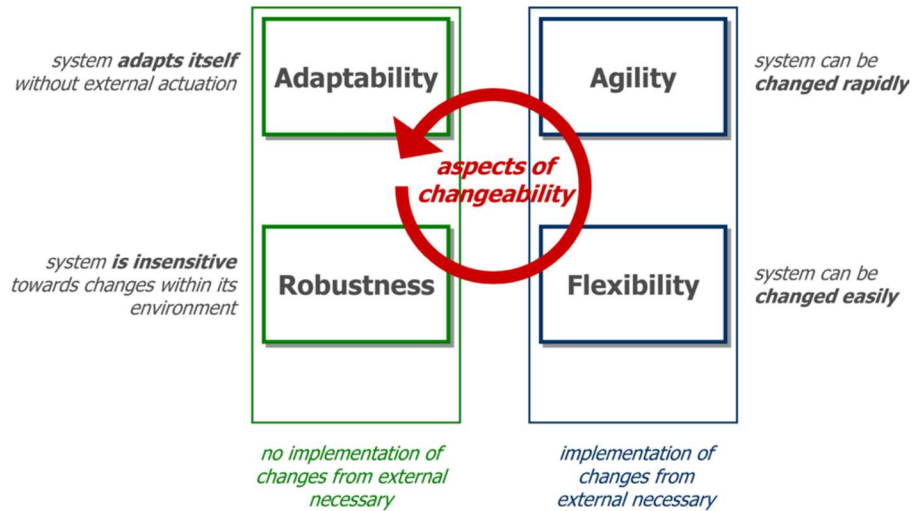 system adapts itself
without external actuation
Adaptability
Agility
system can be
changed rapidly
aspects of
changeability
system is insensitive
towards changes within its
environment
Robustness
Flexibility
system can be
changed easily
no implementation of
changes from external
necessary
implementation of
changes from
external necessary